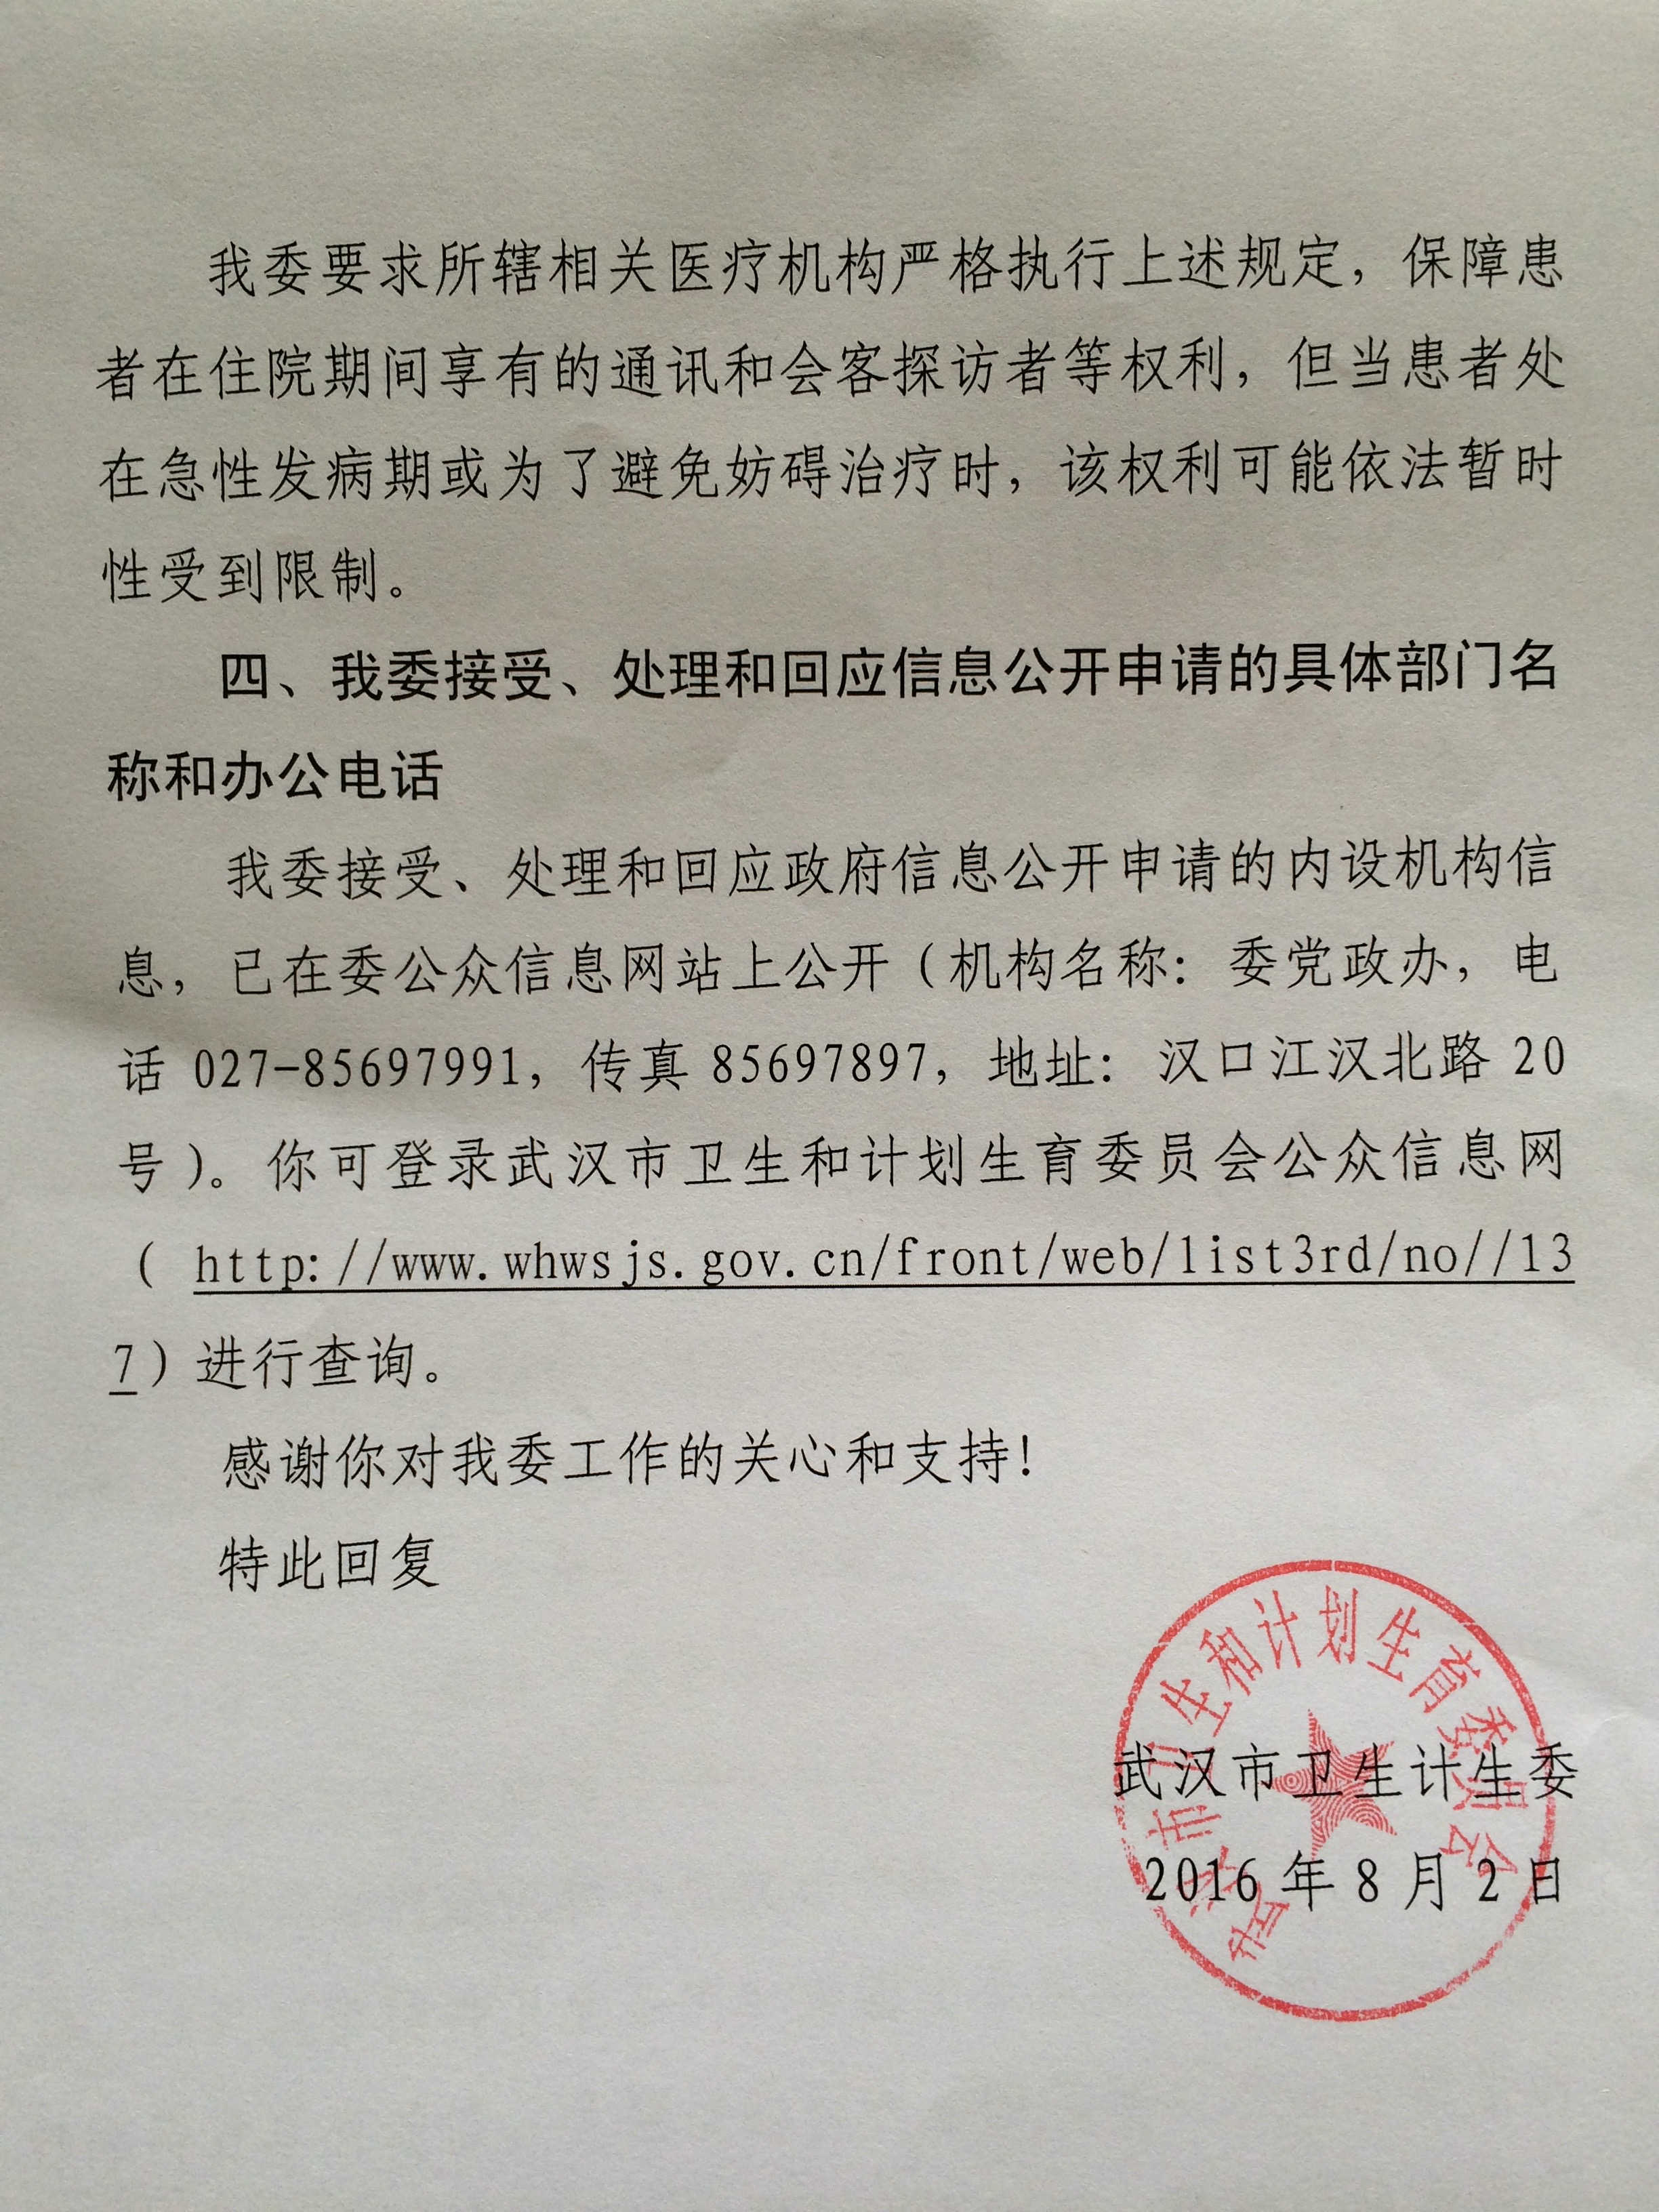 我委要求所辖相关医疗机构严格执行上述规定，保障患
者在住院期间享有的通讯和会客探访者等权利，但当患者处
在急性发病期或为了避免妨碍治疗时，该权利可能依法暂时
性受到限制。
四、我委接受、处理和回应信息公开申请的具体部门名
称和办公电话
我委接受、处理和回应政府信息公开申请的内设机构信
息，已在委公众信息网站上公开（机构名称：委党政办，电
话 027-85697991，传真 85697897，地址：汉口江汉北路 20
号）。你可登录武汉市卫生和计划生育委员会公众信息网
（ http://www.whwsjs.gov.cn/front/web/list3rd/no//13
7）进行查询。
感谢你对我委工作的关心和支持！
特此回复
武汉市卫生计生委
2016 年 8 月 2 日
武汉市卫生和计划生育委员会